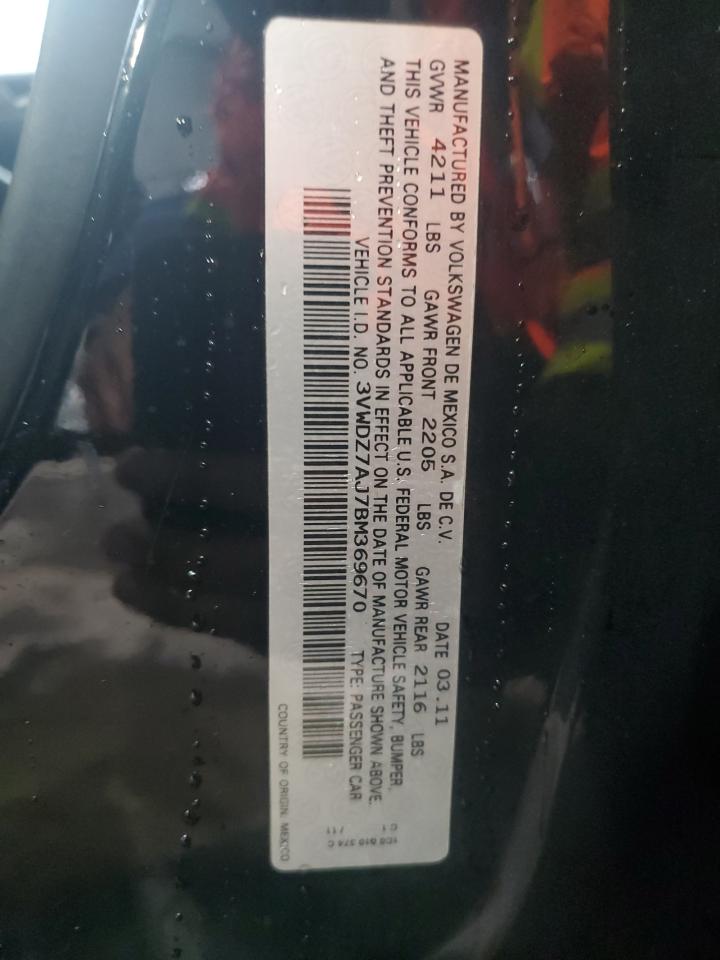 MANUFACTURED BY VOLKSWAGEN DE MEXICO S.A. DE C.V. DATE 03.11
GVWR 4211 LBS GAWR FRONT 2205 LBS GAWR REAR 2116 LBS
THIS VEHICLE CONFORMS TO ALL APPLICABLE U.S. FEDERAL MOTOR VEHICLE SAFETY, BUMPER,
AND THEFT PREVENTION STANDARDS IN EFFECT ON THE DATE OF MANUFACTURE SHOWN ABOVE.
VEHICLE I.D. NO. 3VWDZ7AJ7BM369670 TYPE: PASSENGER CAR
COUNTRY OF ORIGIN: MEXICO